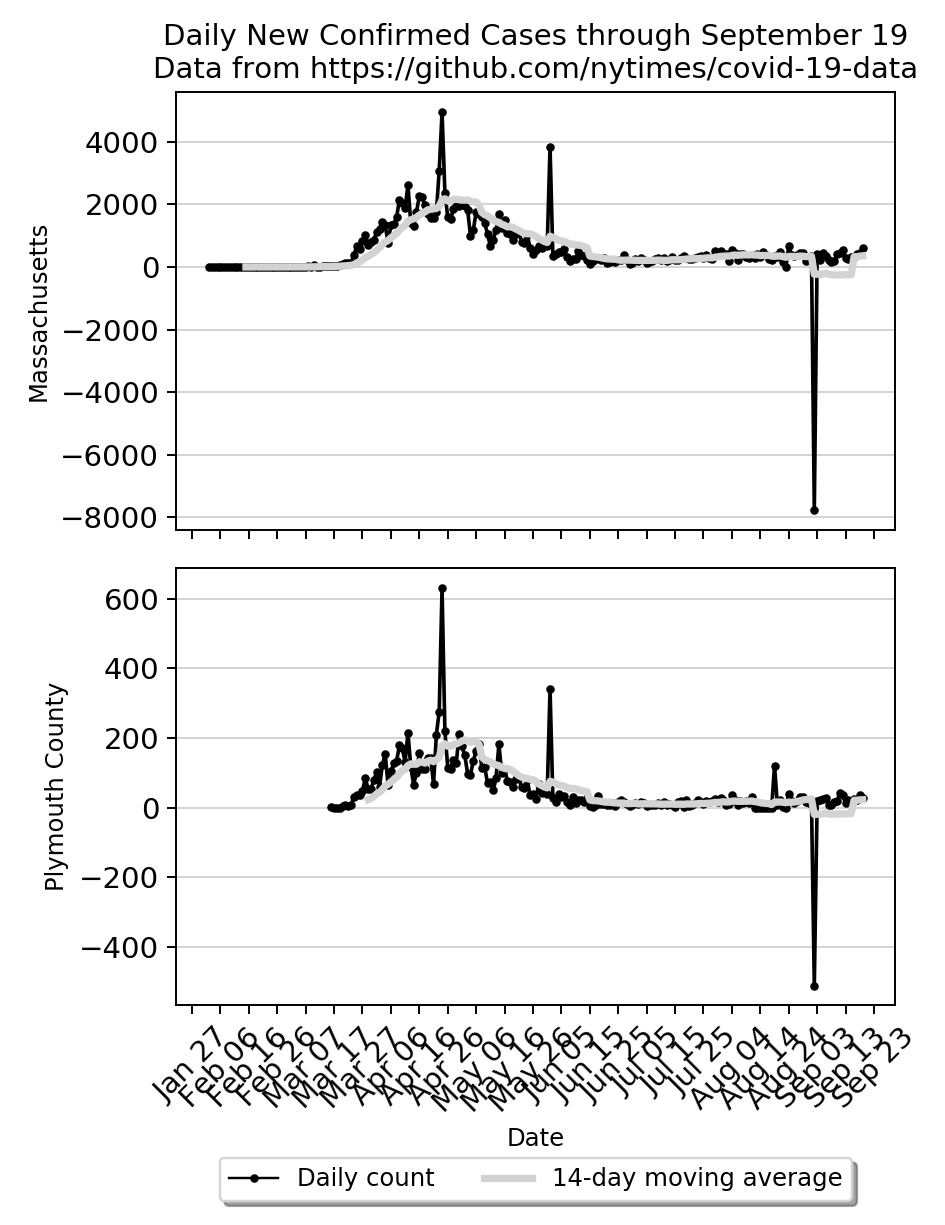 Daily New Confirmed Cases through September 19
Data from https://github.com/nytimes/covid-19-data
4000
2000
0
−2000
−4000
−6000
−8000
Massachusetts
600
400
200
0
−200
−400
Plymouth County
Jan 27
Feb 06
Feb 16
Feb 26
Mar 07
Mar 17
Mar 27
Apr 06
Apr 16
Apr 26
May 06
May 16
May 26
Jun 05
Jun 15
Jun 25
Jul 05
Jul 15
Jul 25
Aug 04
Aug 14
Aug 24
Sep 03
Sep 13
Sep 23
Date
Daily count
14-day moving average